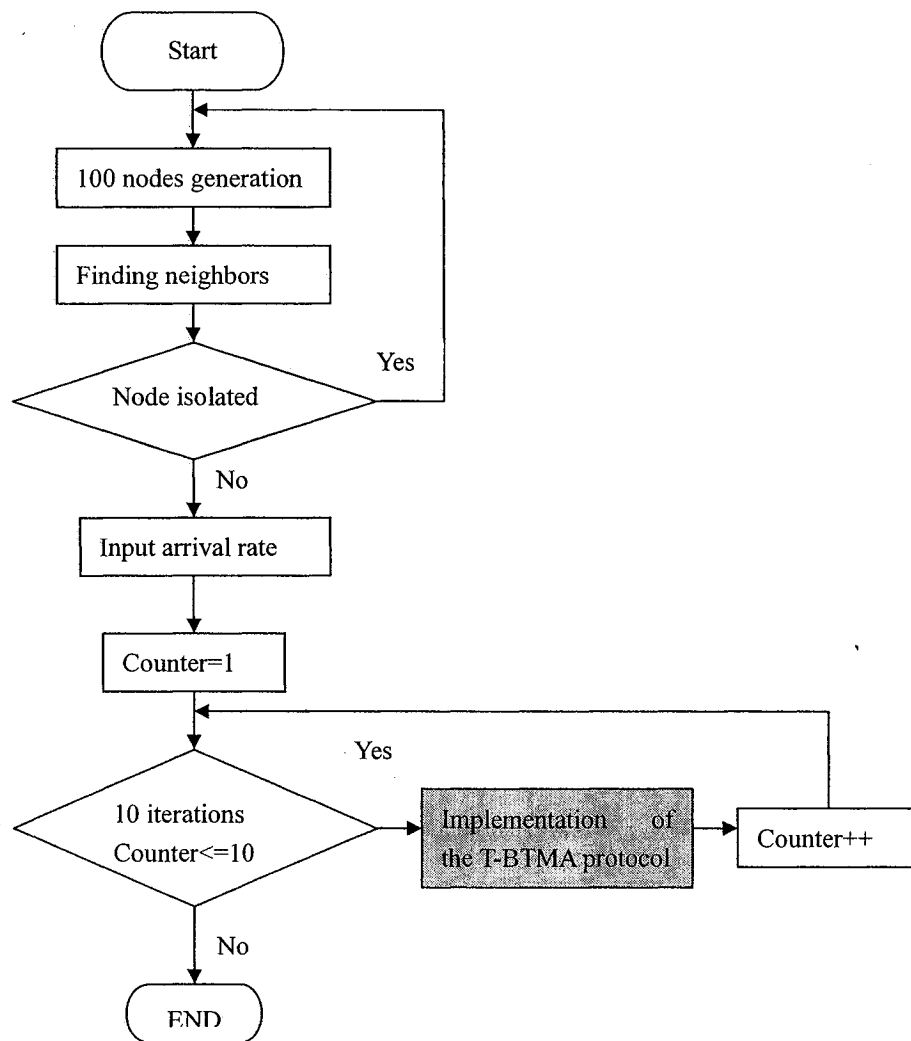 Start
100 nodes generation
Finding neighbors
Yes
Node isolated
No
Input arrival rate
Counter=1
Yes
10 iterations
Counter<=10
Implementation of
the T-BTMA protocol
Counter++
No
END